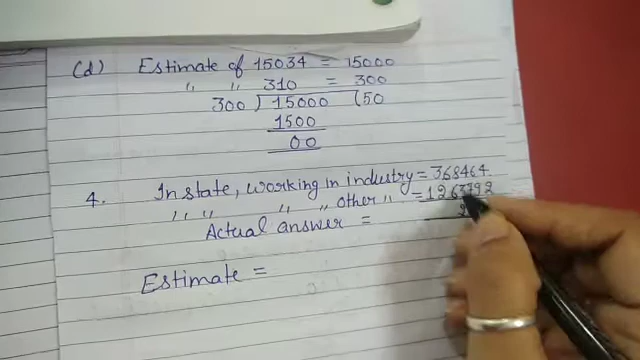 (d) Estimate of 15034 = 15000
" " 310 = 300
300 ) 15000 ( 50
1500
00
4. In state, working in industry = 368464
" " " " other " = 1263792
Actual answer =
Estimate =